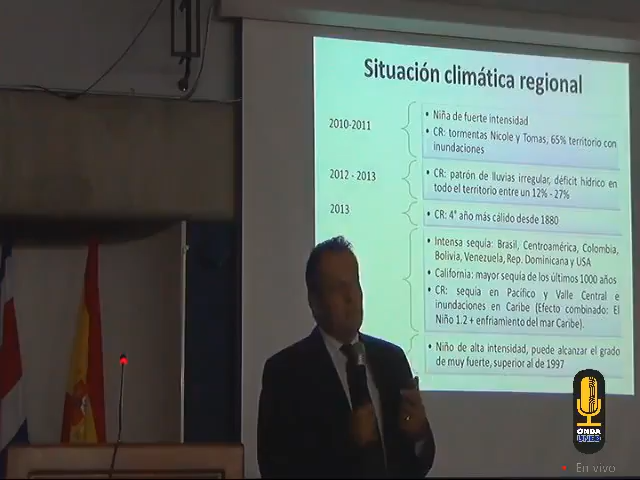 Situación climática regional
2010-2011
• Niña de fuerte intensidad
• CR: tormentas Nicole y Tomas, 65% territorio con
inundaciones
2012 - 2013
• CR: patrón de lluvias irregular, déficit hídrico en
todo el territorio entre un 12% - 27%
2013
• CR: 4° año más cálido desde 1880
• Intensa sequía: Brasil, Centroamérica, Colombia,
Bolivia, Venezuela, Rep. Dominicana y USA
• California: mayor sequía de los últimos 1000 años
• CR: sequía en Pacífico y Valle Central e
inundaciones en Caribe (Efecto combinado: El
Niño 1.2 + enfriamiento del mar Caribe).
• Niño de alta intensidad, puede alcanzar el grado
de muy fuerte, superior al de 1997
ONDA
UNED
En vivo